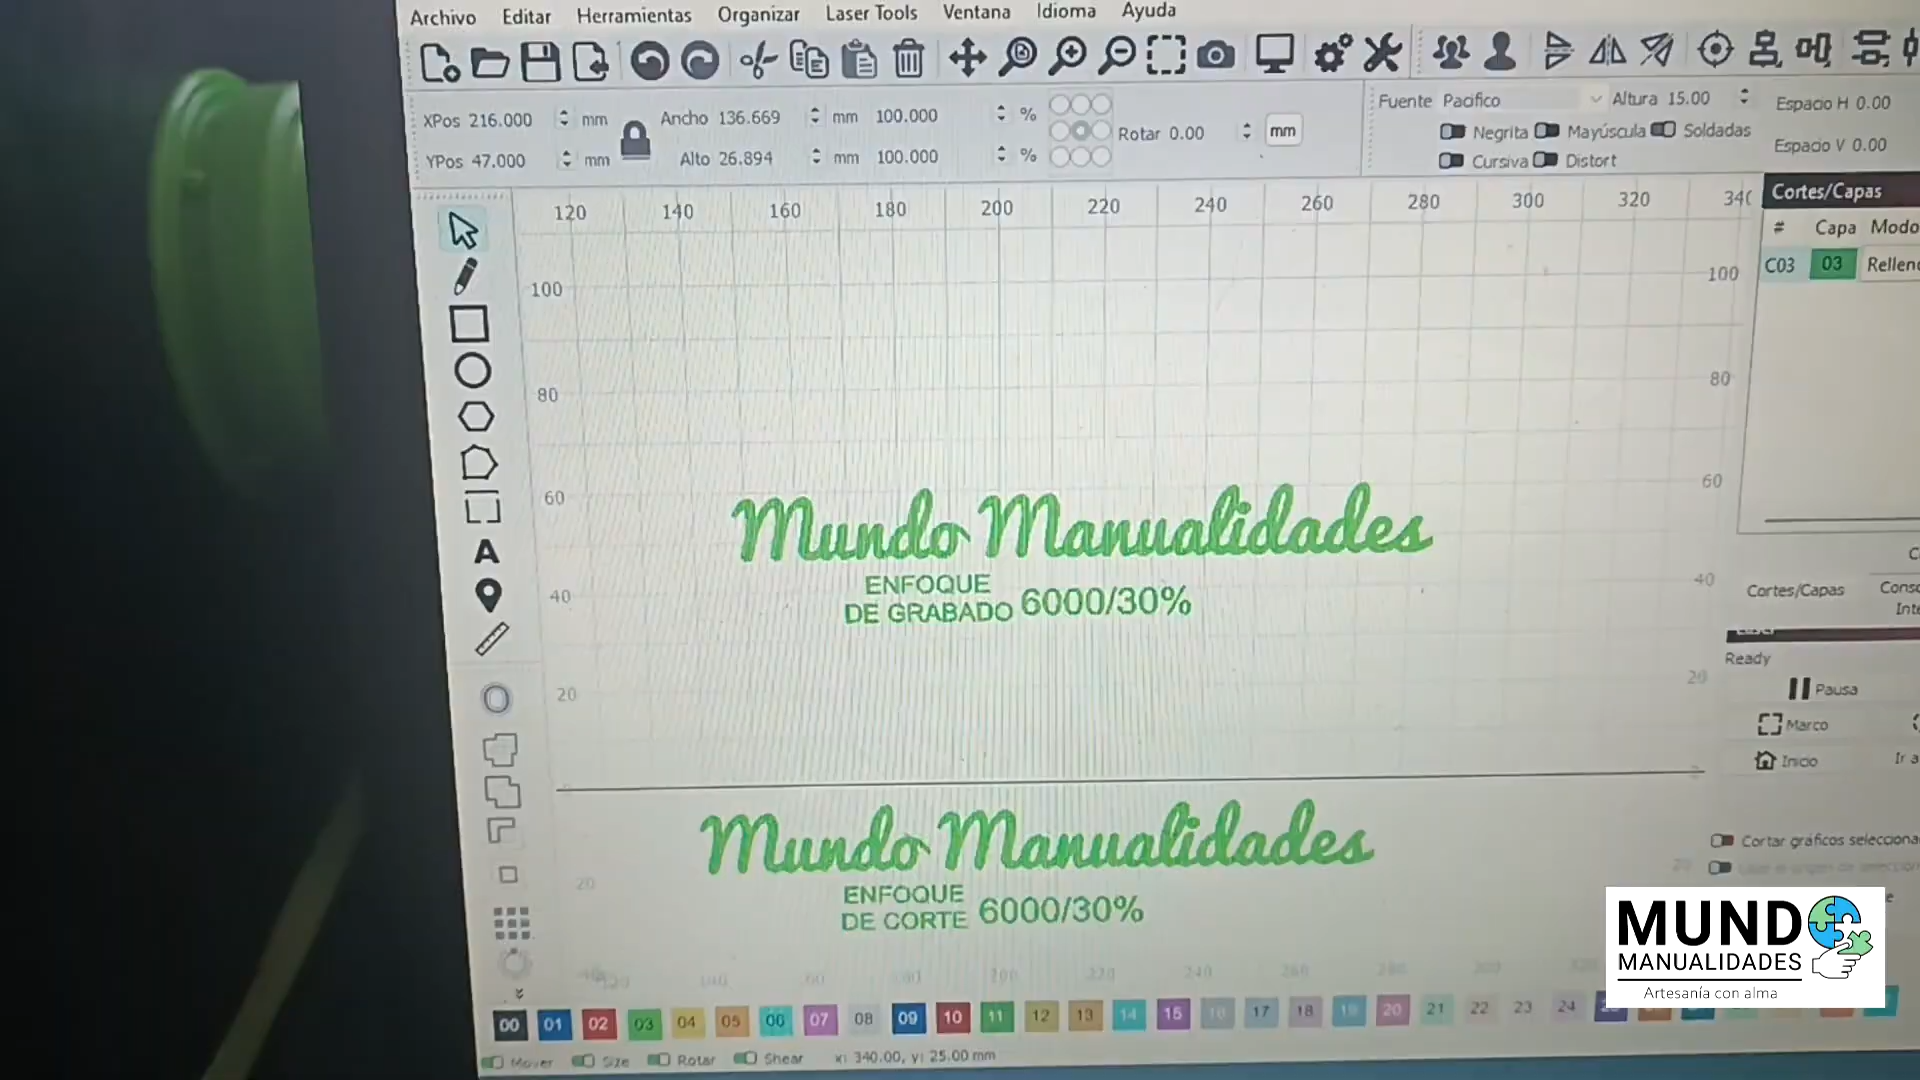 Archivo Editar Herramientas Organizar Laser Tools Ventana Idioma Ayuda
XPos 216.000 mm Ancho 136.669 mm 100.000 % Rotar 0.00 mm
YPos 47.000 mm Alto 26.894 mm 100.000 %
Fuente Pacifico Altura 15.00 Espacio H 0.00
Negrita Mayúscula Soldadas
Cursiva Distort Espacio V 0.00
120 140 160 180 200 220 240 260 280 300 320
Cortes/Capas
# Capa Modo
C03 03
100 100
80 80
60 60
Mundo Manualidades
ENFOQUE
DE GRABADO 6000/30%
40 40
20 20
Cortes/Capas
Ready
Pausa
Marco
Inicio
Mundo Manualidades
ENFOQUE
DE CORTE 6000/30%
20
Cortar gráficos
MUNDO
MANUALIDADES
Artesanía con alma
200 220 240 260
00 01 02 03 04 05 06 07 08 09 10 11 12 13 14 15 16 17 18 19 20 21 22 23 24
Mover Size Rotar Shear x: 340.00, y: 25.00 mm